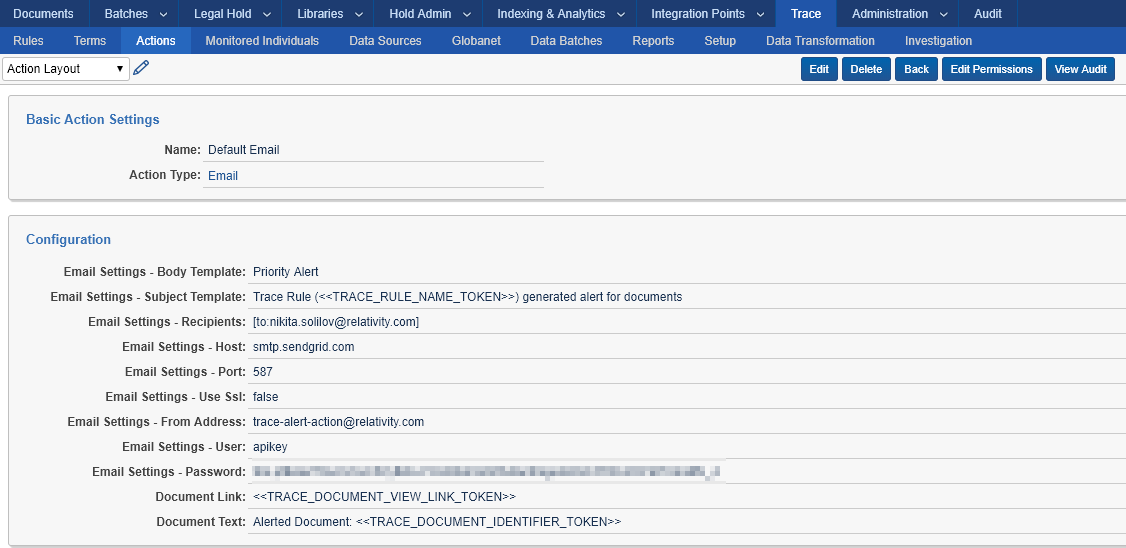 Documents Batches Legal Hold Libraries Hold Admin Indexing & Analytics Integration Points Trace Administration Audit
Rules Terms Actions Monitored Individuals Data Sources Globanet Data Batches Reports Setup Data Transformation Investigation
Action Layout Edit Delete Back Edit Permissions View Audit
Basic Action Settings
Name: Default Email
Action Type: Email
Configuration
Email Settings - Body Template: Priority Alert
Email Settings - Subject Template: Trace Rule (<<TRACE_RULE_NAME_TOKEN>>) generated alert for documents
Email Settings - Recipients: [to:nikita.solilov@relativity.com]
Email Settings - Host: smtp.sendgrid.com
Email Settings - Port: 587
Email Settings - Use Ssl: false
Email Settings - From Address: trace-alert-action@relativity.com
Email Settings - User: apikey
Email Settings - Password:
Document Link: <<TRACE_DOCUMENT_VIEW_LINK_TOKEN>>
Document Text: Alerted Document: <<TRACE_DOCUMENT_IDENTIFIER_TOKEN>>